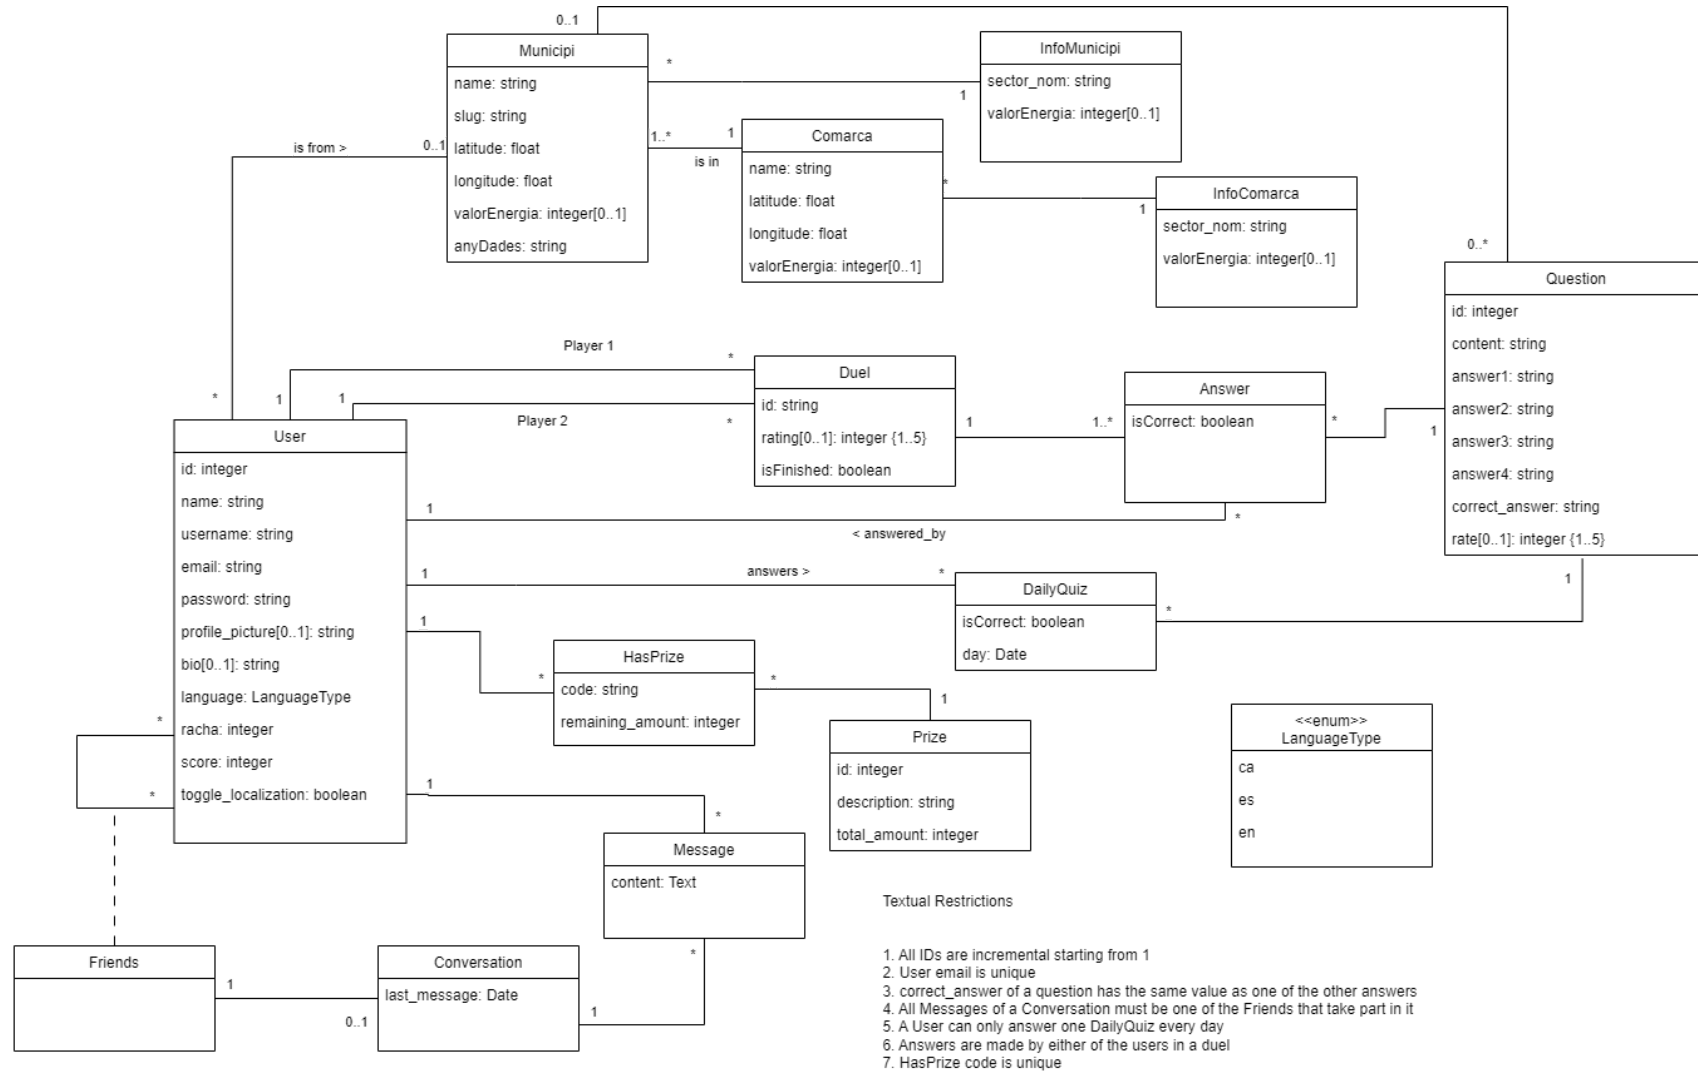 0..1
Municipi
name: string
slug: string
latitude: float
longitude: float
valorEnergia: integer[0..1]
anyDades: string
*
1
InfoMunicipi
sector_nom: string
valorEnergia: integer[0..1]
is from >
0..1
1..*
1
is in
Comarca
name: string
latitude: float
longitude: float
valorEnergia: integer[0..1]
*
1
InfoComarca
sector_nom: string
valorEnergia: integer[0..1]
0..*
Question
id: integer
content: string
answer1: string
answer2: string
answer3: string
answer4: string
correct_answer: string
rate[0..1]: integer {1..5}
Player 1
*
1
1
Player 2
*
*
Duel
id: string
rating[0..1]: integer {1..5}
isFinished: boolean
1
1..*
Answer
isCorrect: boolean
*
1
User
id: integer
name: string
username: string
email: string
password: string
profile_picture[0..1]: string
bio[0..1]: string
language: LanguageType
racha: integer
score: integer
toggle_localization: boolean
1
*
< answered_by
1
answers >
*
DailyQuiz
isCorrect: boolean
day: Date
*
1
1
*
HasPrize
code: string
remaining_amount: integer
*
1
Prize
id: integer
description: string
total_amount: integer
<<enum>>
LanguageType
ca
es
en
*
*
1
*
Message
content: Text
*
Friends
1
0..1
Conversation
last_message: Date
1
Textual Restrictions
1. All IDs are incremental starting from 1
2. User email is unique
3. correct_answer of a question has the same value as one of the other answers
4. All Messages of a Conversation must be one of the Friends that take part in it
5. A User can only answer one DailyQuiz every day
6. Answers are made by either of the users in a duel
7. HasPrize code is unique